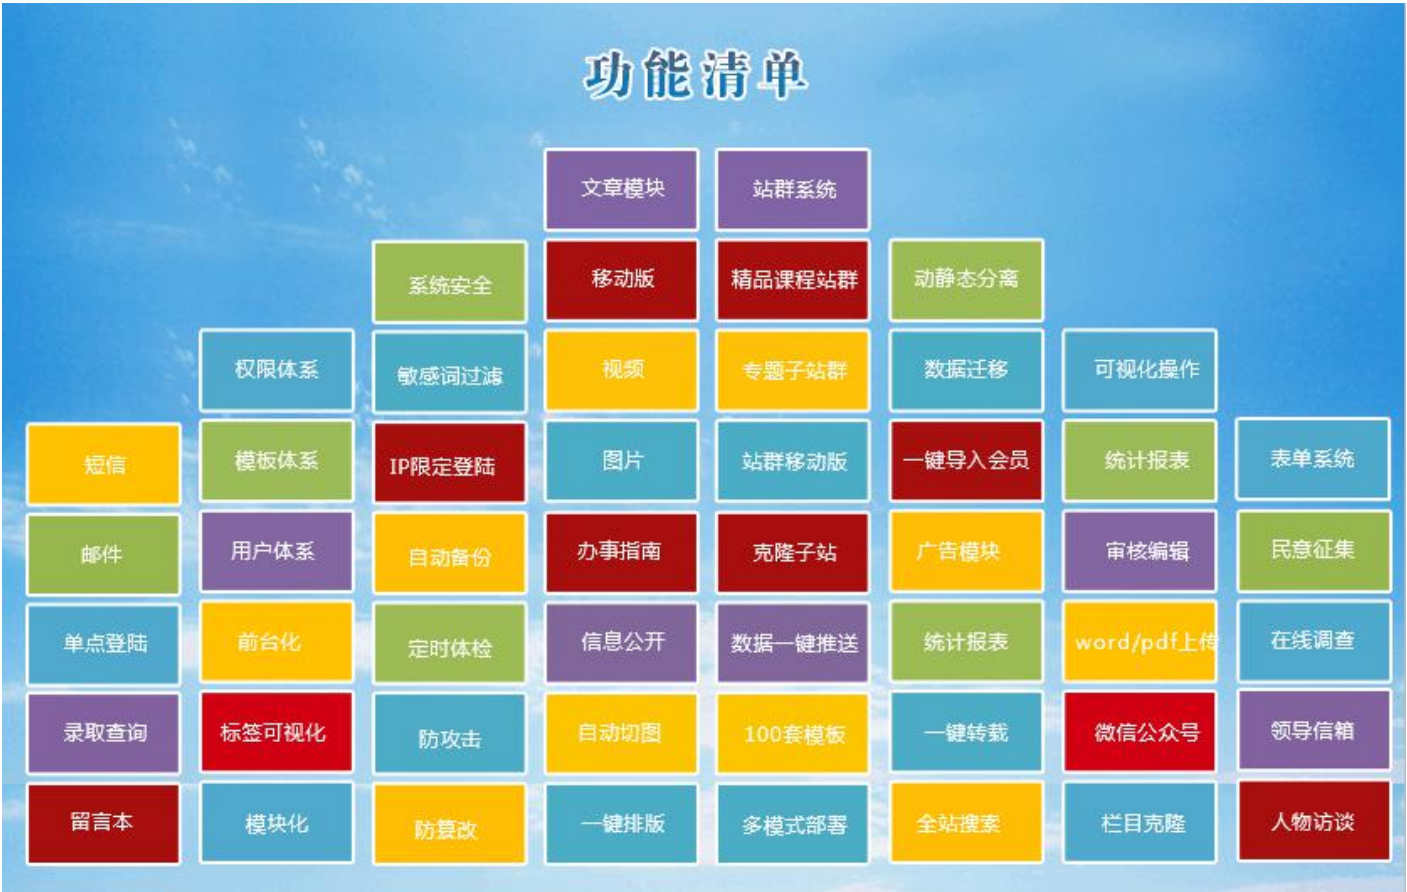 功能清单
文章模块
站群系统
系统安全
移动版
精品课程站群
动静态分离
权限体系
敏感词过滤
视频
专题子站群
数据迁移
可视化操作
短信
模板体系
IP限定登陆
图片
站群移动版
一键导入会员
统计报表
表单系统
邮件
用户体系
自动备份
办事指南
克隆子站
广告模块
审核编辑
民意征集
单点登陆
前台化
定时体检
信息公开
数据一键推送
统计报表
word/pdf上传
在线调查
录取查询
标签可视化
防攻击
自动切图
100套模板
一键转载
微信公众号
领导信箱
留言本
模块化
防篡改
一键排版
多模式部署
全站搜索
栏目克隆
人物访谈